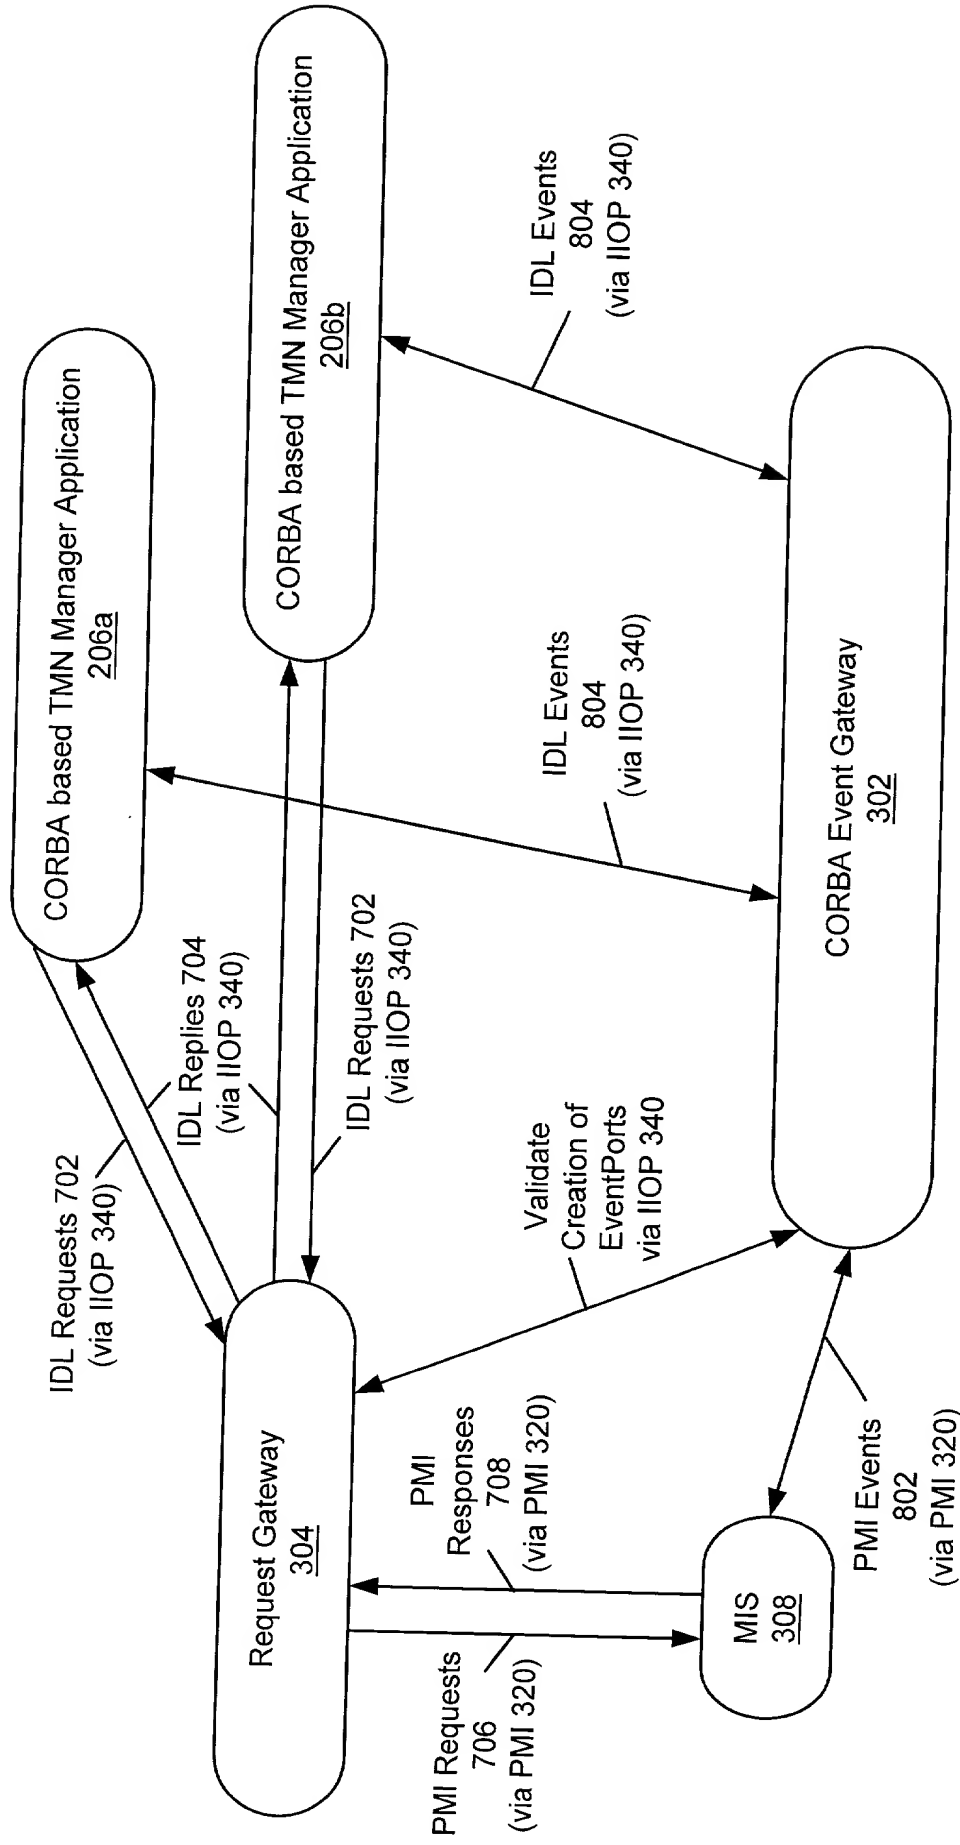 CORBA based TMN Manager Application
206a
CORBA based TMN Manager Application
206b
IDL Requests 702
(via IIOP 340)
IDL Replies 704
(via IIOP 340)
IDL Requests 702
(via IIOP 340)
IDL Events
804
(via IIOP 340)
IDL Events
804
(via IIOP 340)
Request Gateway
304
Validate
Creation of
EventPorts
via IIOP 340
PMI Requests
706
(via PMI 320)
PMI
Responses
708
(via PMI 320)
MIS
308
PMI Events
802
(via PMI 320)
CORBA Event Gateway
302